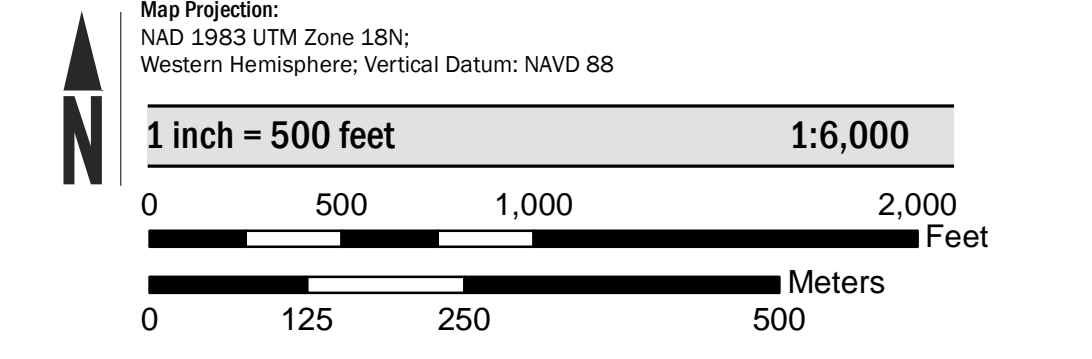 Map Projection:
NAD 1983 UTM Zone 18N;
Western Hemisphere; Vertical Datum: NAVD 88
N
1 inch = 500 feet 1:6,000
0 500 1,000 2,000
Feet
Meters
0 125 250 500